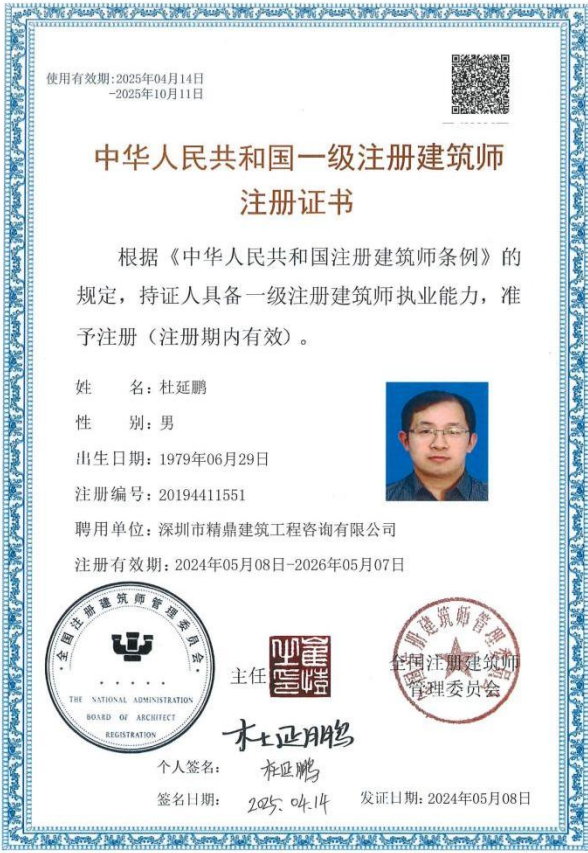 使用有效期:2025年04月14日
-2025年10月11日
中华人民共和国一级注册建筑师
注册证书
根据《中华人民共和国注册建筑师条例》的
规定，持证人具备一级注册建筑师执业能力，准
予注册（注册期内有效）。
姓 名：杜延鹏
性 别：男
出生日期：1979年06月29日
注册编号：20194411551
聘用单位：深圳市精鼎建筑工程咨询有限公司
注册有效期：2024年05月08日-2026年05月07日
全国注册建筑师管理委员会
THE NATIONAL ADMINISTRATION
BOARD OF ARCHITECT
REGISTRATION
主任
全国注册建筑师
管理委员会
杜延鹏
个人签名：杜延鹏
签名日期：2025.04.14
发证日期：2024年05月08日